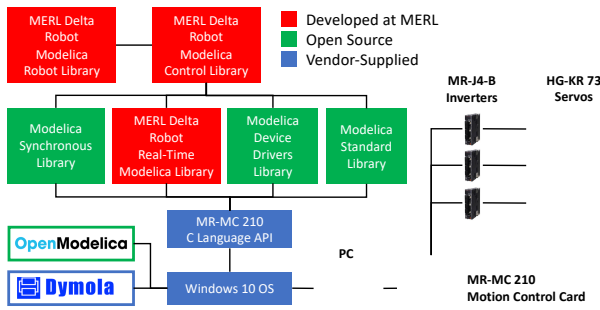 MERL Delta
Robot
Modelica
Robot Library
MERL Delta
Robot
Modelica
Control Library
Developed at MERL
Open Source
Vendor-Supplied
Modelica
Synchronous
Library
MERL Delta
Robot
Real-Time
Modelica Library
Modelica
Device
Drivers
Library
Modelica
Standard
Library
MR-J4-B
Inverters
HG-KR 73
Servos
MR-MC 210
C Language API
OpenModelica
Dymola
Windows 10 OS
PC
MR-MC 210
Motion Control Card